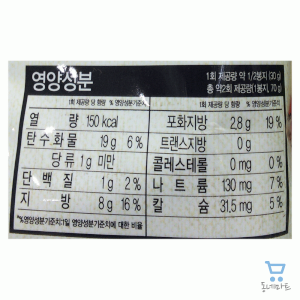 영양성분
1회 제공량 약 1/2봉지 (30 g)
총 약2회 제공량(1봉지, 70 g)
1회 제공량 당 함량 %영양성분기준치 1회 제공량 당 함량 %영양성분기준치
열 량 150 kcal 포화지방 2.8 g 19 %
탄수화물 19 g 6 % 트랜스지방 0 g
당류 1 g 미만 콜레스테롤 0 mg 0 %
단백질 1 g 2 % 나트륨 130 mg 7 %
지방 8 g 16 % 칼슘 31.5 mg 5 %
*%영양성분기준치:1일 영양성분기준치에 대한 비율